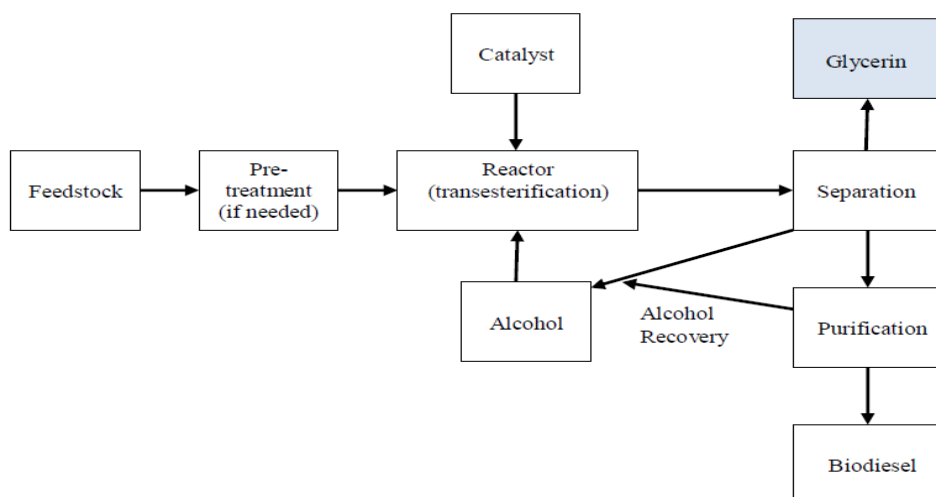 Catalyst
Glycerin
Feedstock
Pre-
treatment
(if needed)
Reactor
(transesterification)
Separation
Alcohol
Alcohol
Recovery
Purification
Biodiesel